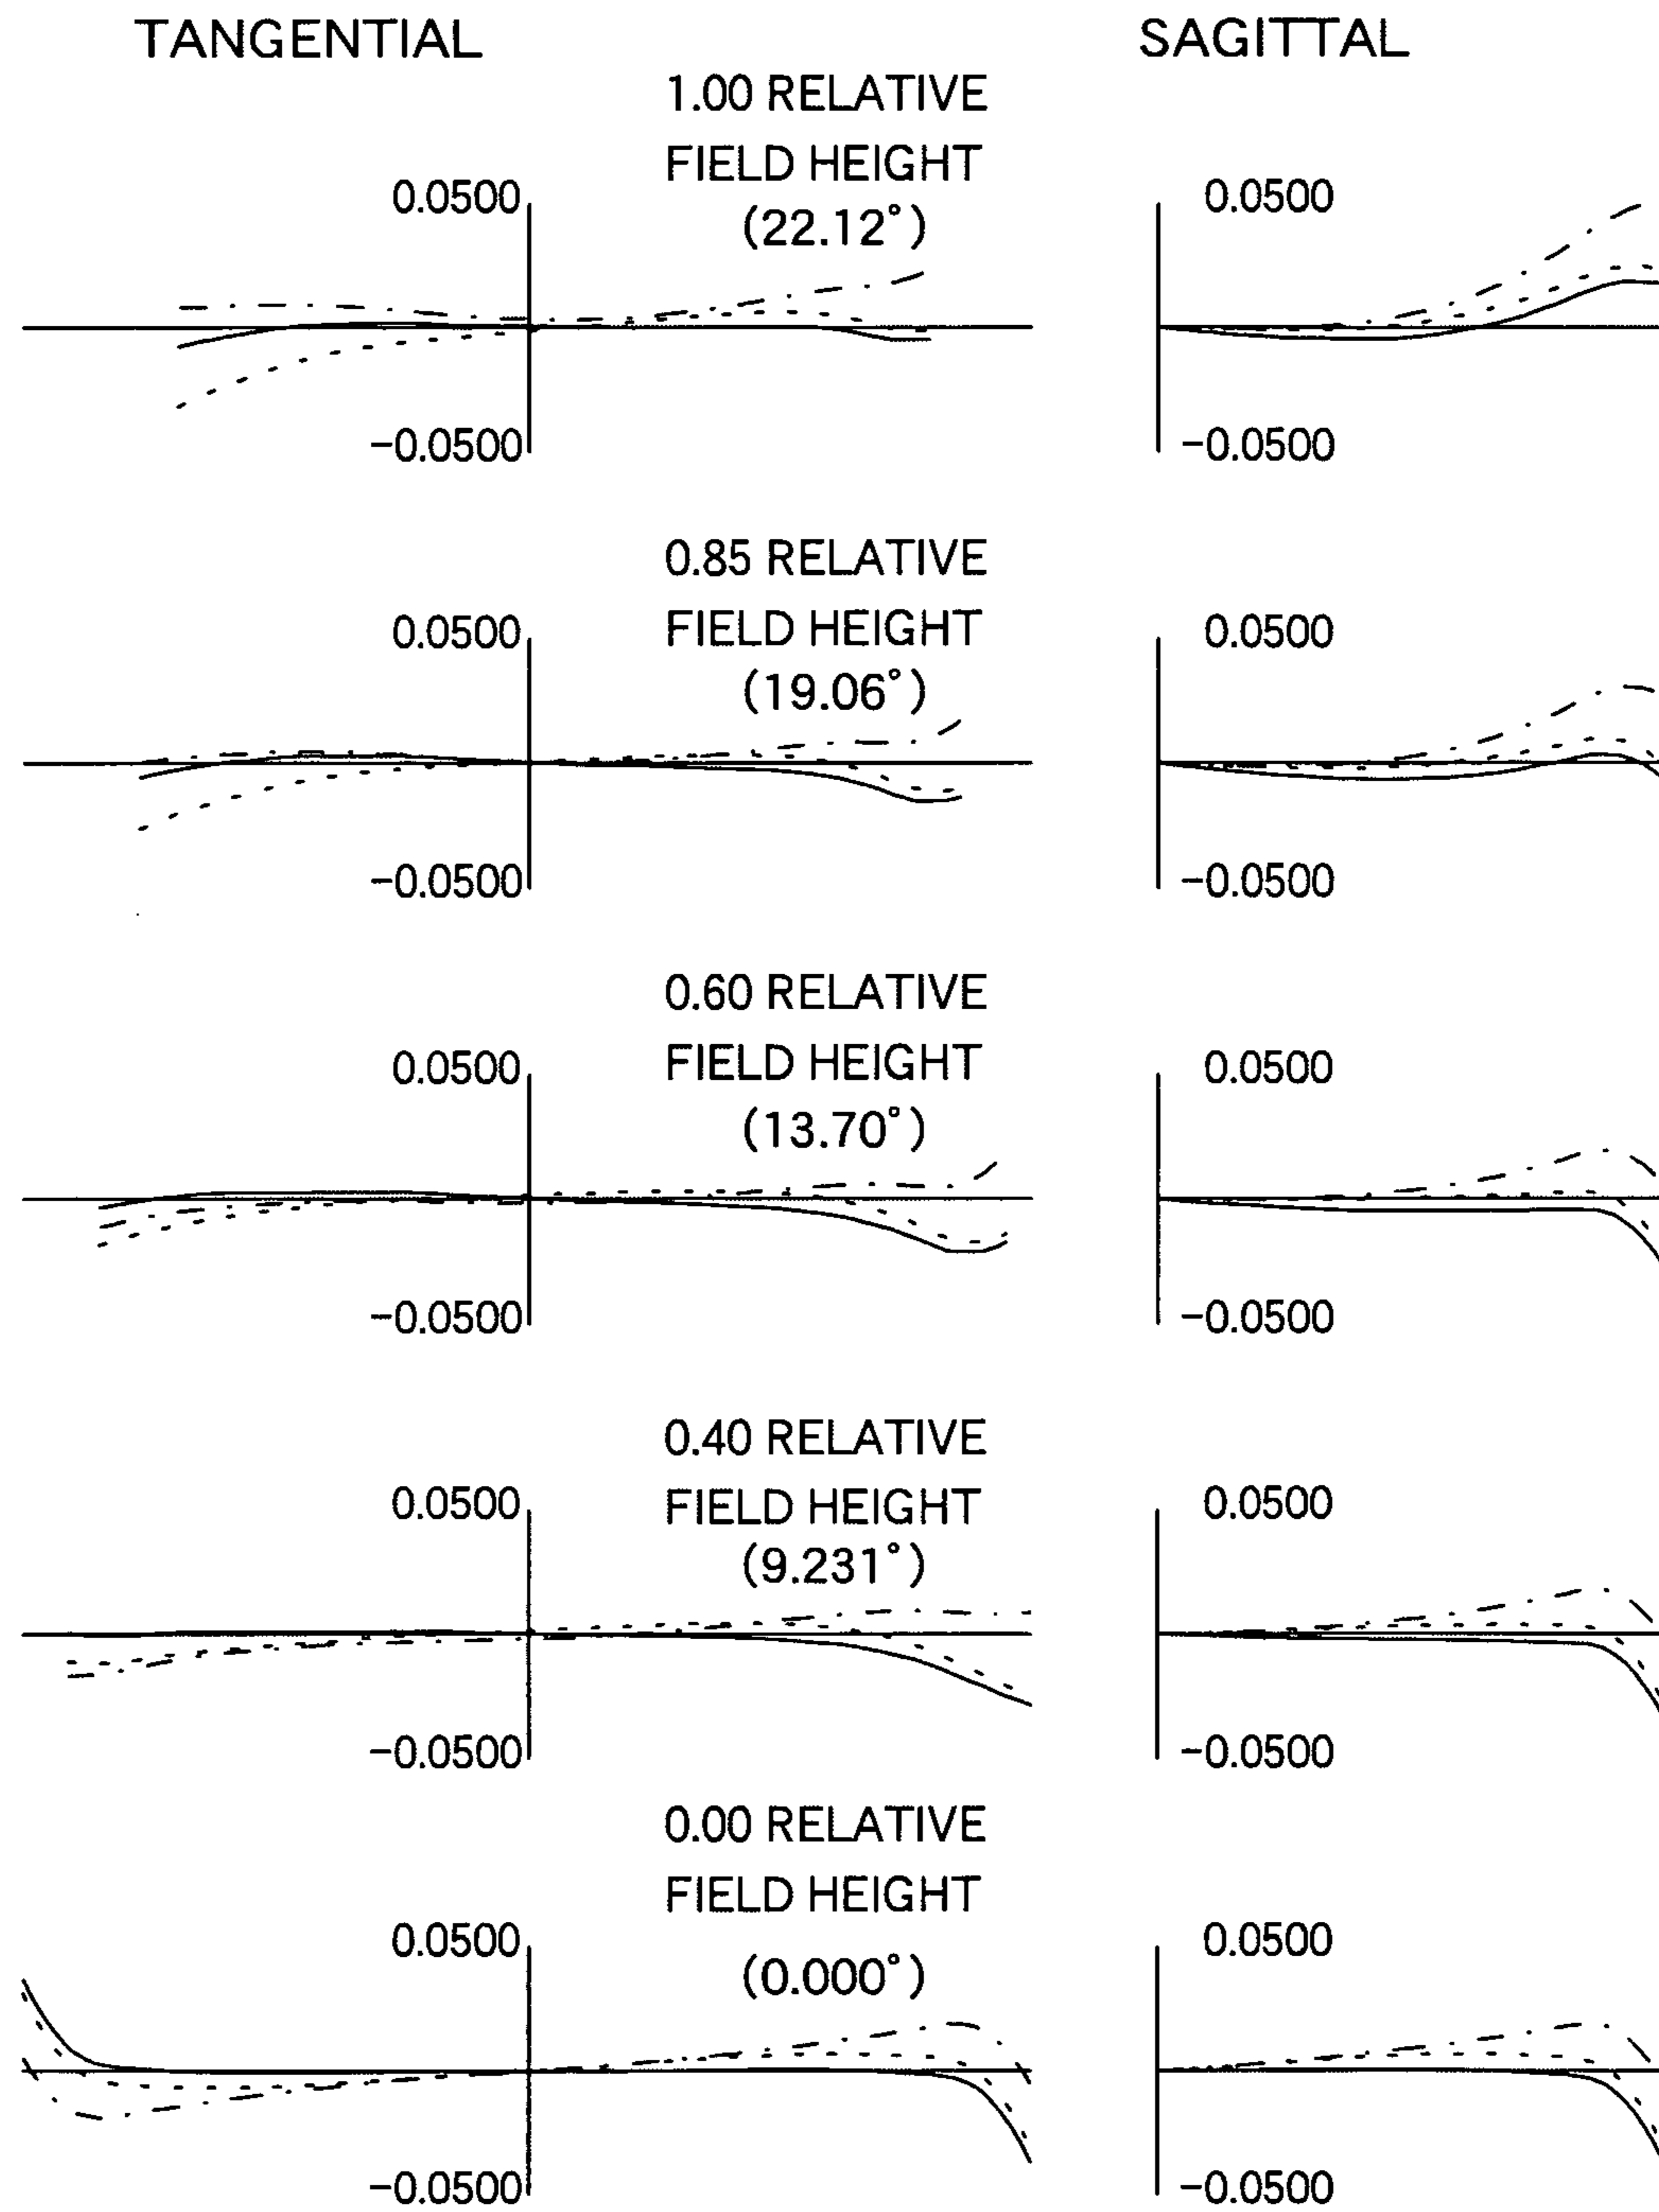 TANGENTIAL
SAGITTAL
1.00 RELATIVE
FIELD HEIGHT
(22.12°)
0.0500
0.0500
-0.0500
-0.0500
0.85 RELATIVE
FIELD HEIGHT
(19.06°)
0.0500
0.0500
-0.0500
-0.0500
0.60 RELATIVE
FIELD HEIGHT
(13.70°)
0.0500
0.0500
-0.0500
-0.0500
0.40 RELATIVE
FIELD HEIGHT
(9.231°)
0.0500
0.0500
-0.0500
-0.0500
0.00 RELATIVE
FIELD HEIGHT
(0.000°)
0.0500
0.0500
-0.0500
-0.0500